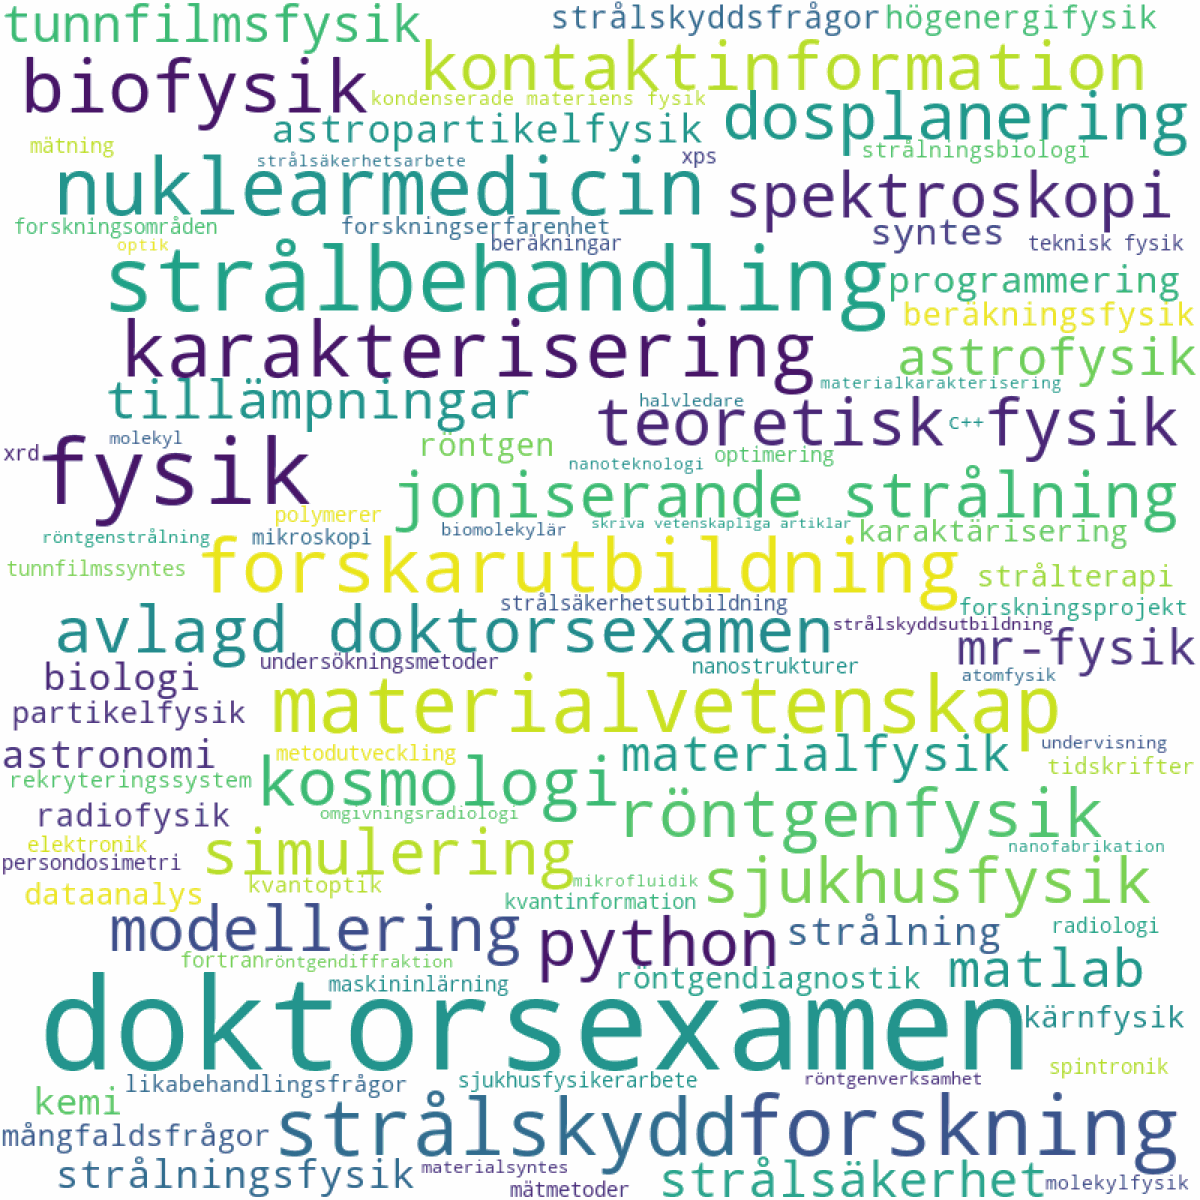 tunnfilmsfysik
strålskyddsfrågor
högenergifysik
biofysik
kontaktinformation
kondenserade materiens fysik
dosplanering
astropartikelfysik
mätning
strålsäkerhetsarbete
xps
strålningsbiologi
nuklearmedicin
spektroskopi
forskningsområden
forskningserfarenhet
syntes
optik
beräkningar
teknisk fysik
strålbehandling
programmering
beräkningsfysik
karakterisering
astrofysik
tillämpningar
materialkarakterisering
halvledare
teoretisk fysik
C++
molekyl
röntgen
xrd
fysik
nanoteknologi
optimering
joniserande strålning
polymerer
röntgenstrålning
mikroskopi
biomolekylär
skriva vetenskapliga artiklar
karaktärisering
tunnfilmssyntes
forskarutbildning
strålterapi
strålsäkerhetsutbildning
forskningsprojekt
avlagd doktorsexamen
strålskyddsutbildning
mr-fysik
undersökningsmetoder
nanostrukturer
atomfysik
biologi
materialvetenskap
partikelfysik
astronomi
metodutveckling
materialfysik
undervisning
tidskrifter
rekryteringssystem
kosmologi
radiofysik
omgivningsradiologi
röntgenfysik
elektronik
simulering
nanofabrikation
persondosimetri
dataanalys
kvantoptik
mikrofluidik
sjukhusfysik
kvantinformation
modellering
python
strålning
radiologi
fortran
röntgendiffraktion
maskininlärning
röntgendiagnostik
matlab
doktorsexamen
kärnfysik
spintronik
likabehandlingsfrågor
sjukhusfysikerarbete
röntgenverksamhet
kemi
mångfaldsfrågor
strålskydd
forskning
strålningsfysik
materialsyntes
mätmetoder
strålsäkerhet
molekylfysik